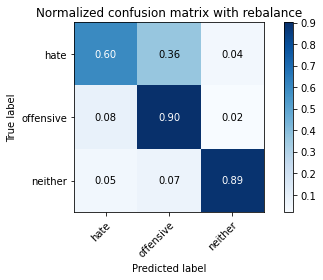 Normalized confusion matrix with rebalance
True label
hate 0.60 0.36 0.04
offensive 0.08 0.90 0.02
neither 0.05 0.07 0.89
hate offensive neither
Predicted label
0.9
0.8
0.7
0.6
0.5
0.4
0.3
0.2
0.1